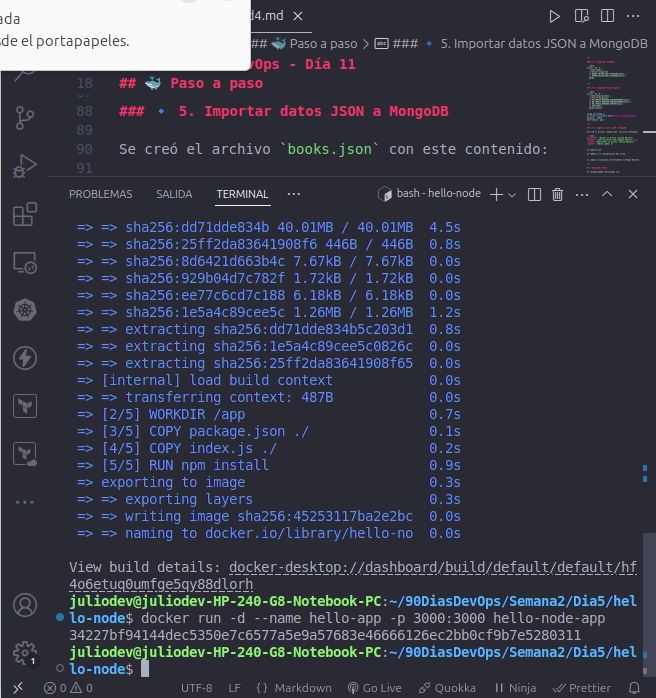 ada
sde el portapapeles.
d4.md
## 🐳 Paso a paso > ### 🔹 5. Importar datos JSON a MongoDB
Ops - Día 11
18 ## 🐳 Paso a paso
88 ### 🔹 5. Importar datos JSON a MongoDB
89
90 Se creó el archivo `books.json` con este contenido:
91
PROBLEMAS SALIDA TERMINAL ··· bash - hello-node
=> => sha256:dd71dde834b 40.01MB / 40.01MB 4.5s
=> => sha256:25ff2da83641908f6 446B / 446B 0.8s
=> => sha256:8d6421d663b4c 7.67kB / 7.67kB 0.0s
=> => sha256:929b04d7c782f 1.72kB / 1.72kB 0.0s
=> => sha256:ee77c6cd7c188 6.18kB / 6.18kB 0.0s
=> => sha256:1e5a4c89cee5c 1.26MB / 1.26MB 1.2s
=> => extracting sha256:dd71dde834b5c203d1 0.8s
=> => extracting sha256:1e5a4c89cee5c0826c 0.0s
=> => extracting sha256:25ff2da83641908f65 0.0s
=> [internal] load build context 0.0s
=> => transferring context: 487B 0.0s
=> [2/5] WORKDIR /app 0.7s
=> [3/5] COPY package.json ./ 0.1s
=> [4/5] COPY index.js ./ 0.2s
=> [5/5] RUN npm install 0.9s
=> exporting to image 0.3s
=> => exporting layers 0.3s
=> => writing image sha256:45253117ba2e2bc 0.0s
=> => naming to docker.io/library/hello-no 0.0s
View build details: docker-desktop://dashboard/build/default/default/hf
4o6etuq0umfge5qy88dlorh
juliodev@juliodev-HP-240-G8-Notebook-PC:~/90DiasDevOps/Semana2/Dia5/hel
lo-node$ docker run -d --name hello-app -p 3000:3000 hello-node-app
34227bf94144dec5350e7c6577a5e9a57683e46666126ec2bb0cf9b7e5280311
juliodev@juliodev-HP-240-G8-Notebook-PC:~/90DiasDevOps/Semana2/Dia5/hel
lo-node$
1
0 0 UTF-8 LF {} Markdown Go Live Quokka Ninja Prettier